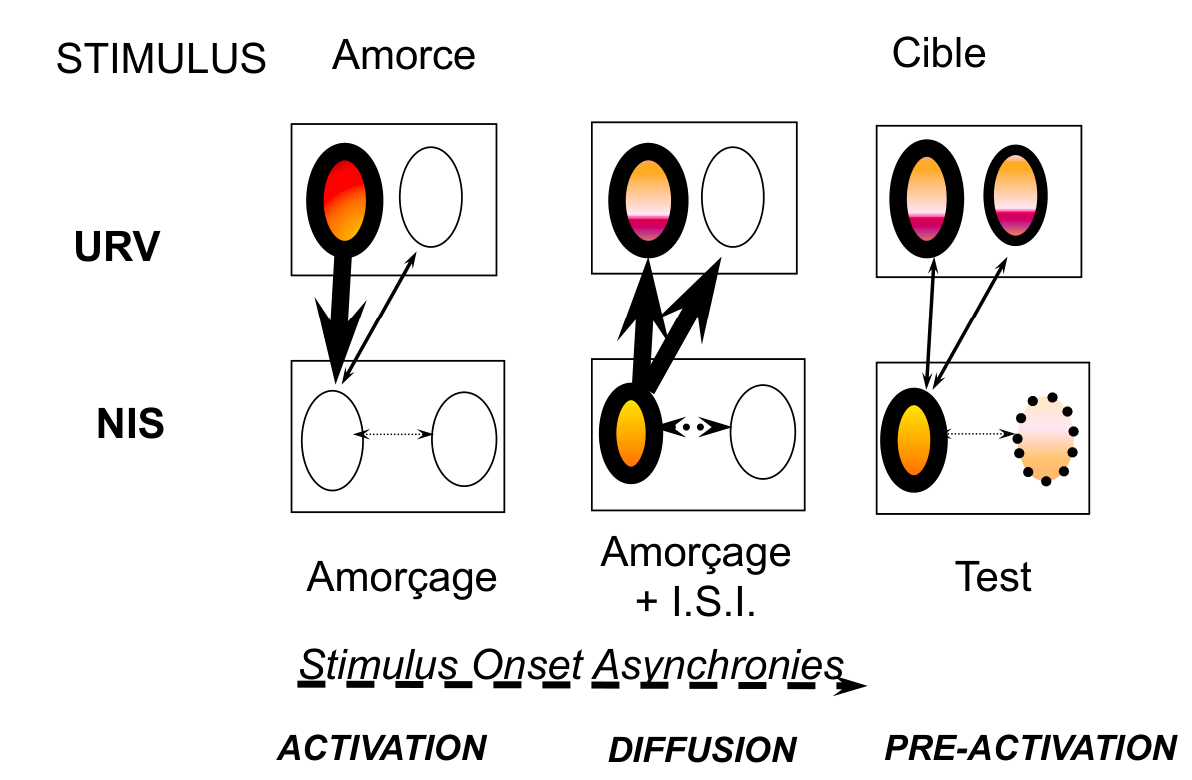 STIMULUS Amorce Cible
URV
NIS
Amorçage
Amorçage
+ I.S.I.
Test
Stimulus Onset Asynchronies
ACTIVATION DIFFUSION PRE-ACTIVATION